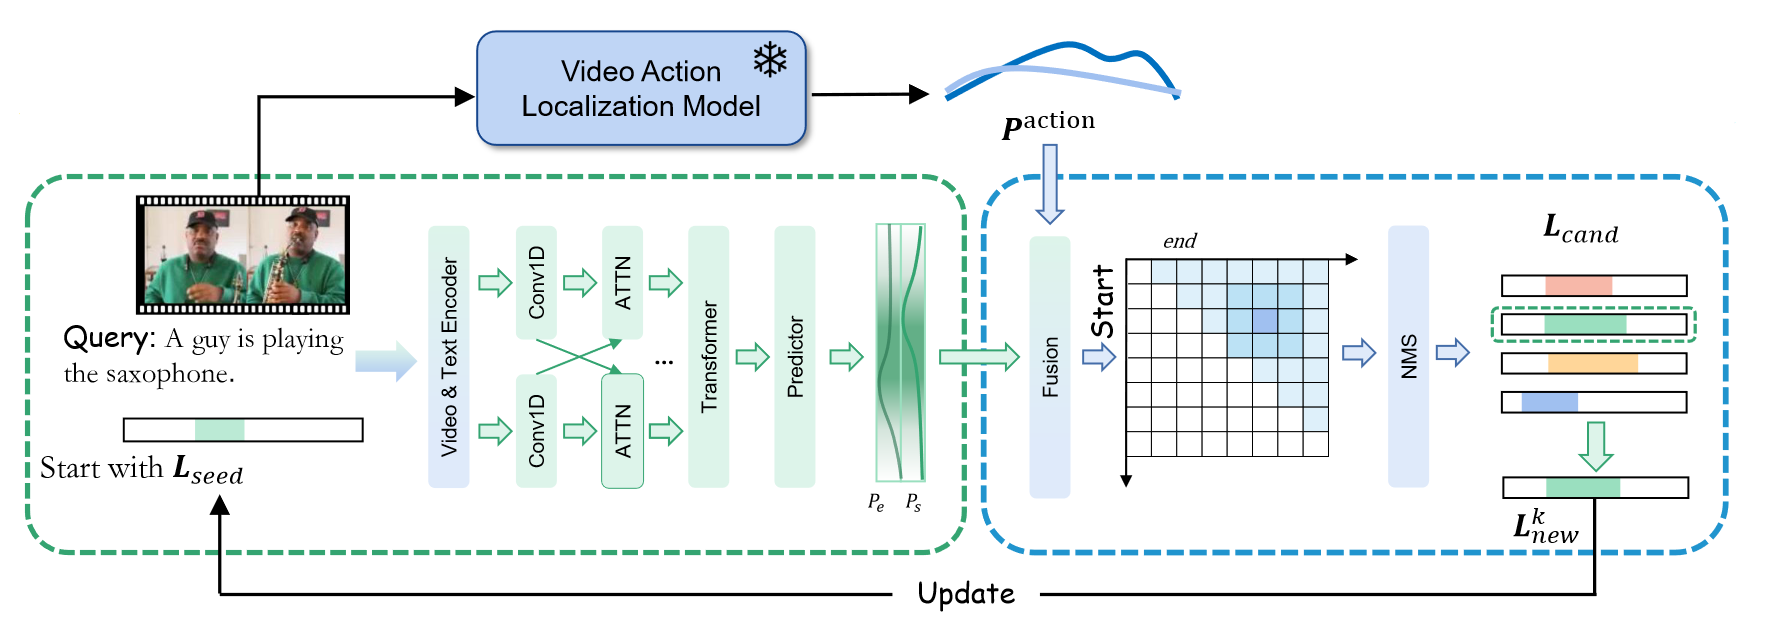 Video Action
Localization Model
P^action
Query: A guy is playing
the saxophone.
Start with L_seed
Video & Text Encoder
Conv1D
ATTN
Conv1D
ATTN
...
Transformer
Predictor
P_e
P_s
Fusion
end
Start
NMS
L_cand
L^k_new
Update